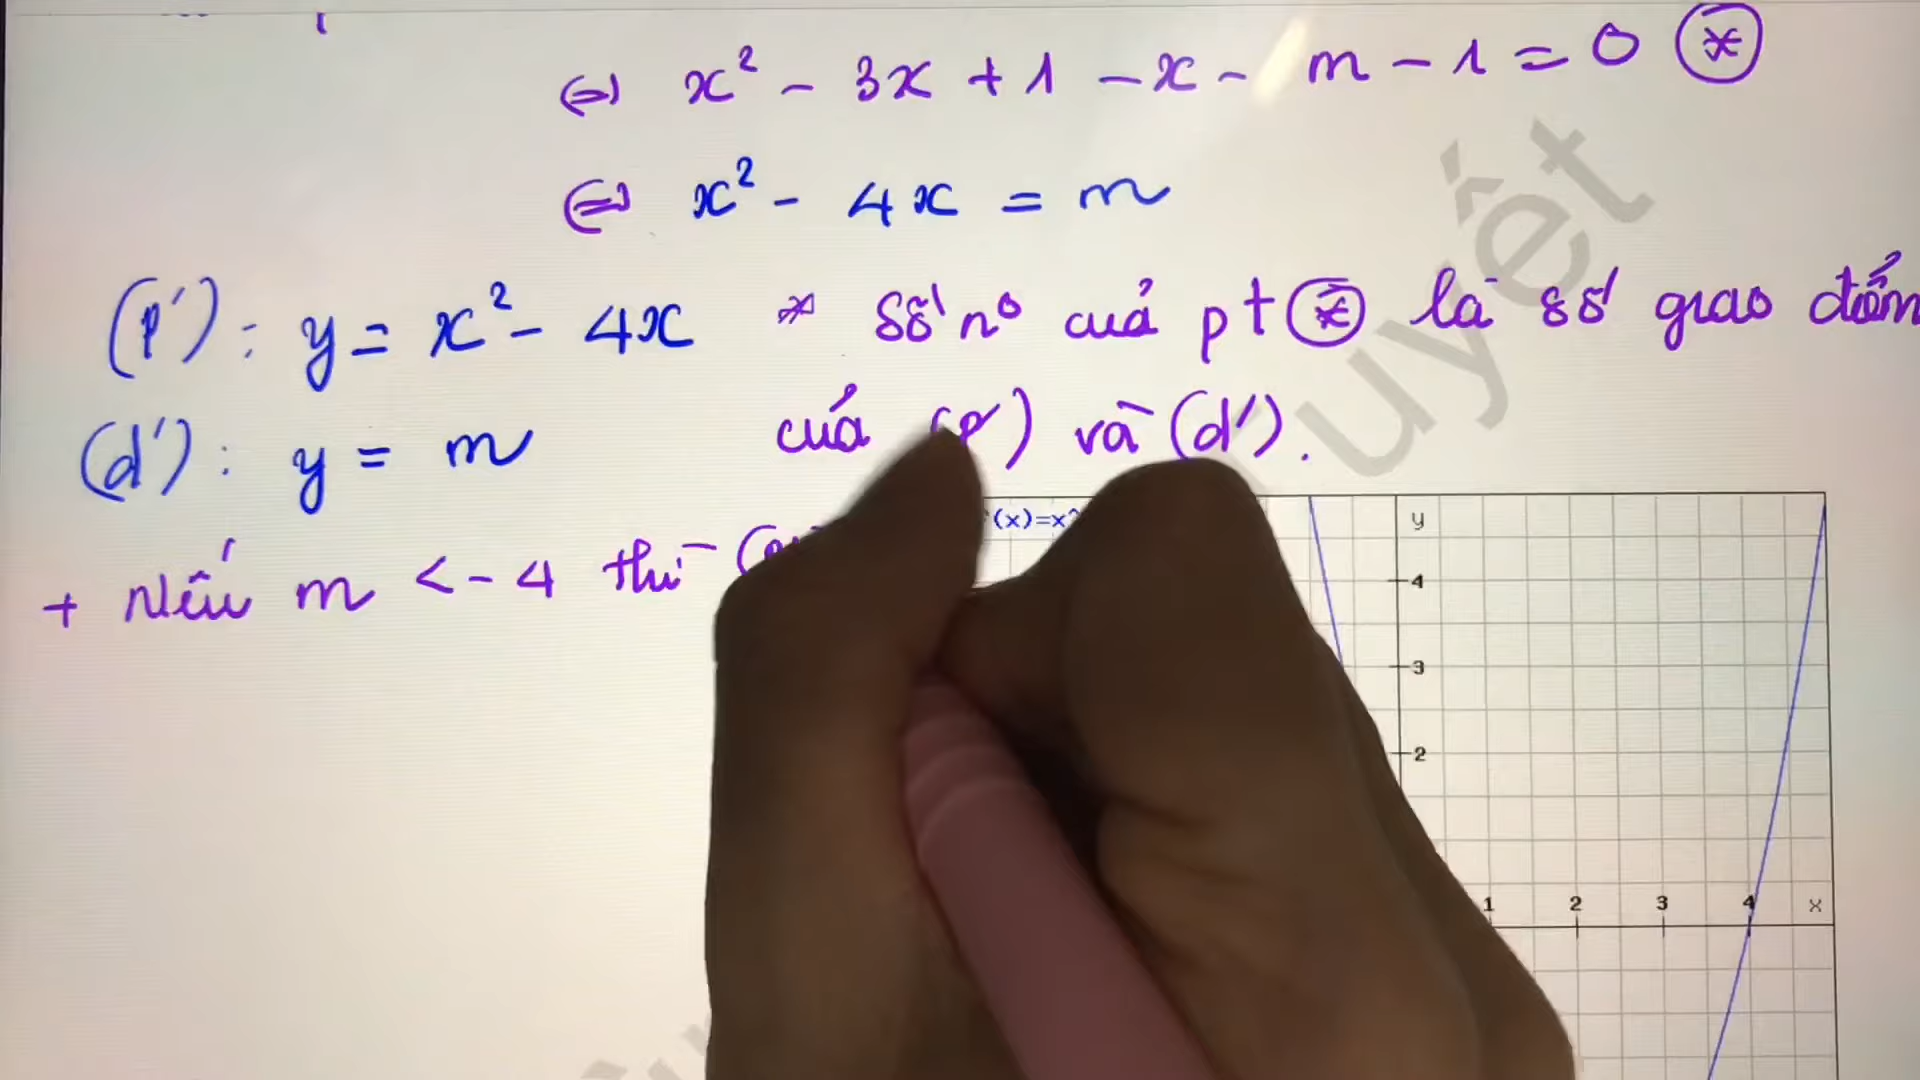 ⇔ x² - 3x + 1 - x - m - 1 = 0 (*)
⇔ x² - 4x = m
(P'): y = x² - 4x
* Số n° của pt (*) là số giao điểm
(d'): y = m
của (P') và (d').
+ Nếu m < -4 thì
(x)=x^
y
4
3
2
1 2 3 4 x
uyết